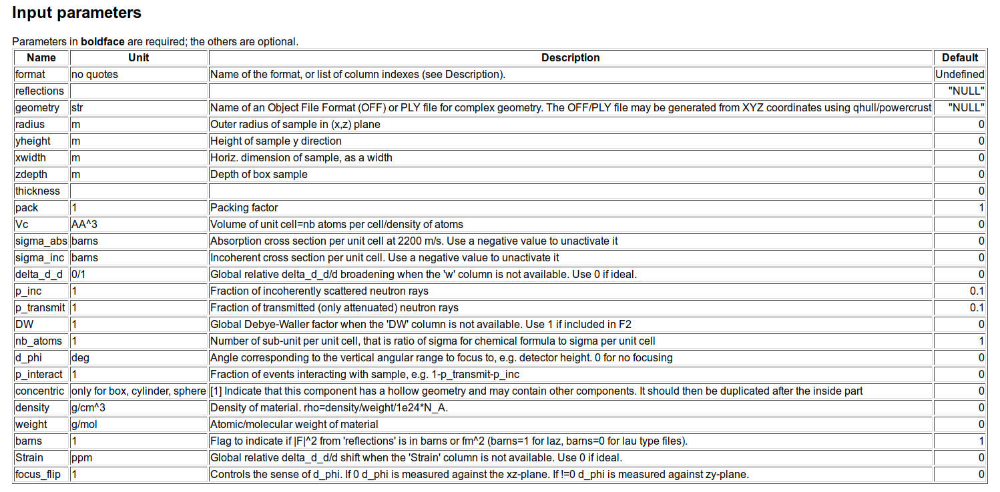 Input parameters
Parameters in boldface are required; the others are optional.
Name Unit Description Default
format no quotes Name of the format, or list of column indexes (see Description). Undefined
reflections "NULL"
geometry str Name of an Object File Format (OFF) or PLY file for complex geometry. The OFF/PLY file may be generated from XYZ coordinates using qhull/powercrust "NULL"
radius m Outer radius of sample in (x,z) plane 0
yheight m Height of sample y direction 0
xwidth m Horiz. dimension of sample, as a width 0
zdepth m Depth of box sample 0
thickness 0
pack 1 Packing factor 1
Vc AA^3 Volume of unit cell=nb atoms per cell/density of atoms 0
sigma_abs barns Absorption cross section per unit cell at 2200 m/s. Use a negative value to unactivate it 0
sigma_inc barns Incoherent cross section per unit cell. Use a negative value to unactivate it 0
delta_d_d 0/1 Global relative delta_d_d/d broadening when the 'w' column is not available. Use 0 if ideal. 0
p_inc 1 Fraction of incoherently scattered neutron rays 0.1
p_transmit 1 Fraction of transmitted (only attenuated) neutron rays 0.1
DW 1 Global Debye-Waller factor when the 'DW' column is not available. Use 1 if included in F2 0
nb_atoms 1 Number of sub-unit per unit cell, that is ratio of sigma for chemical formula to sigma per unit cell 1
d_phi deg Angle corresponding to the vertical angular range to focus to, e.g. detector height. 0 for no focusing 0
p_interact 1 Fraction of events interacting with sample, e.g. 1-p_transmit-p_inc 0
concentric only for box, cylinder, sphere [1] Indicate that this component has a hollow geometry and may contain other components. It should then be duplicated after the inside part 0
density g/cm^3 Density of material. rho=density/weight/1e24*N_A. 0
weight g/mol Atomic/molecular weight of material 0
barns 1 Flag to indicate if |F|^2 from 'reflections' is in barns or fm^2 (barns=1 for laz, barns=0 for lau type files). 1
Strain ppm Global relative delta_d_d/d shift when the 'Strain' column is not available. Use 0 if ideal. 0
focus_flip 1 Controls the sense of d_phi. If 0 d_phi is measured against the xz-plane. If !=0 d_phi is measured against zy-plane. 0